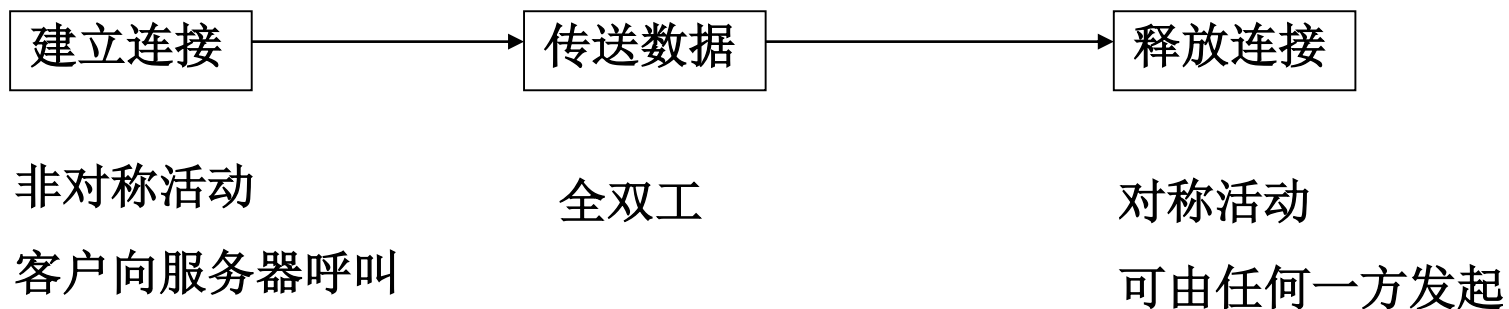 建立连接
传送数据
释放连接
非对称活动
客户向服务器呼叫
全双工
对称活动
可由任何一方发起